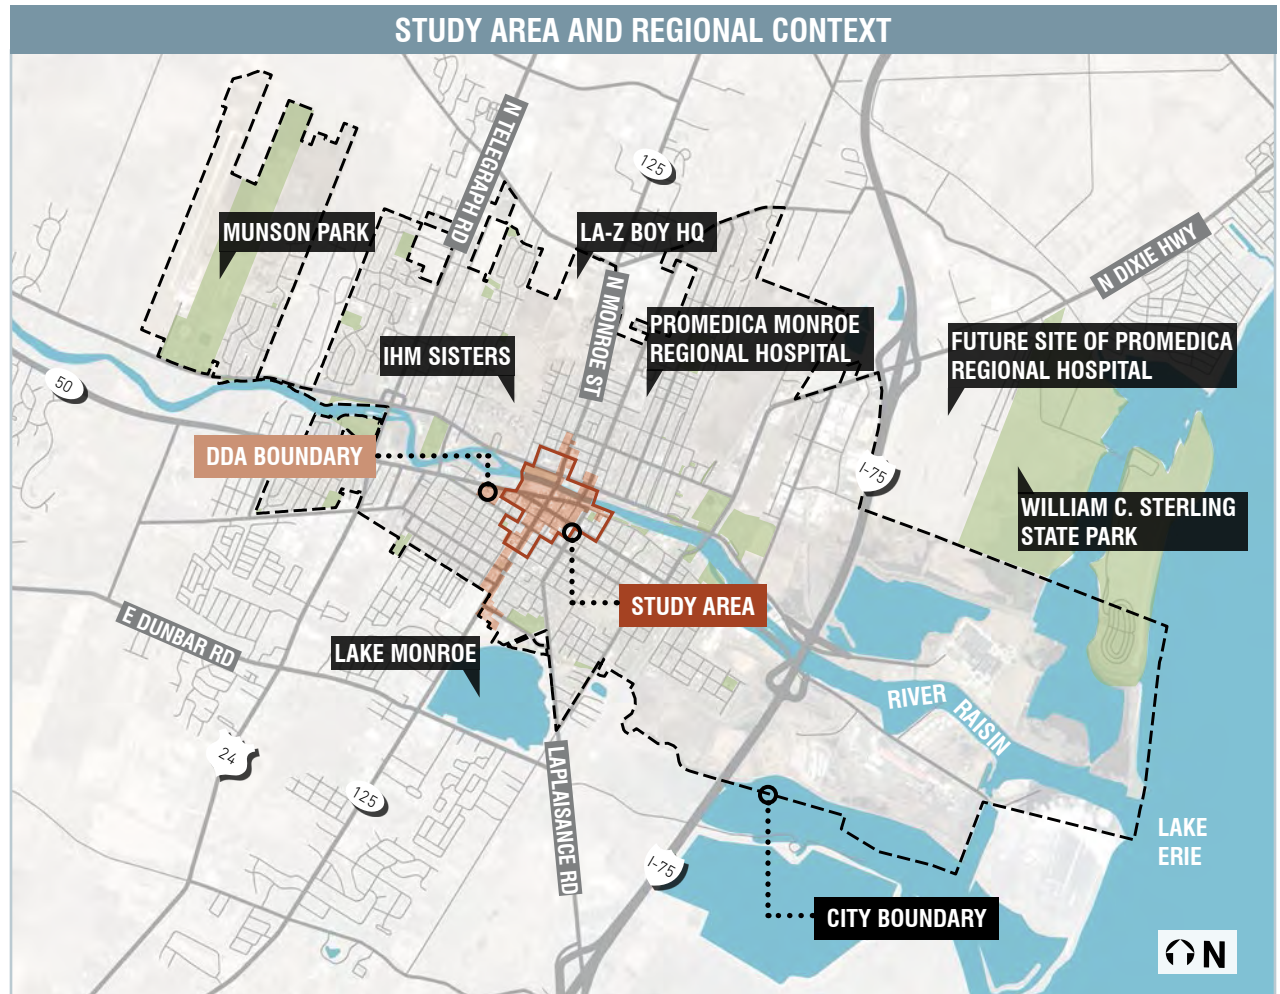 STUDY AREA AND REGIONAL CONTEXT
N TELEGRAPH RD
125
MUNSON PARK
LA-Z BOY HQ
N DIXIE HWY
N MONROE ST
PROMEDICA MONROE
REGIONAL HOSPITAL
IHM SISTERS
FUTURE SITE OF PROMEDICA
REGIONAL HOSPITAL
50
DDA BOUNDARY
I-75
WILLIAM C. STERLING
STATE PARK
STUDY AREA
E DUNBAR RD
LAKE MONROE
RIVER RAISIN
24
125
LAPLAISANCE RD
LAKE
ERIE
I-75
CITY BOUNDARY
N